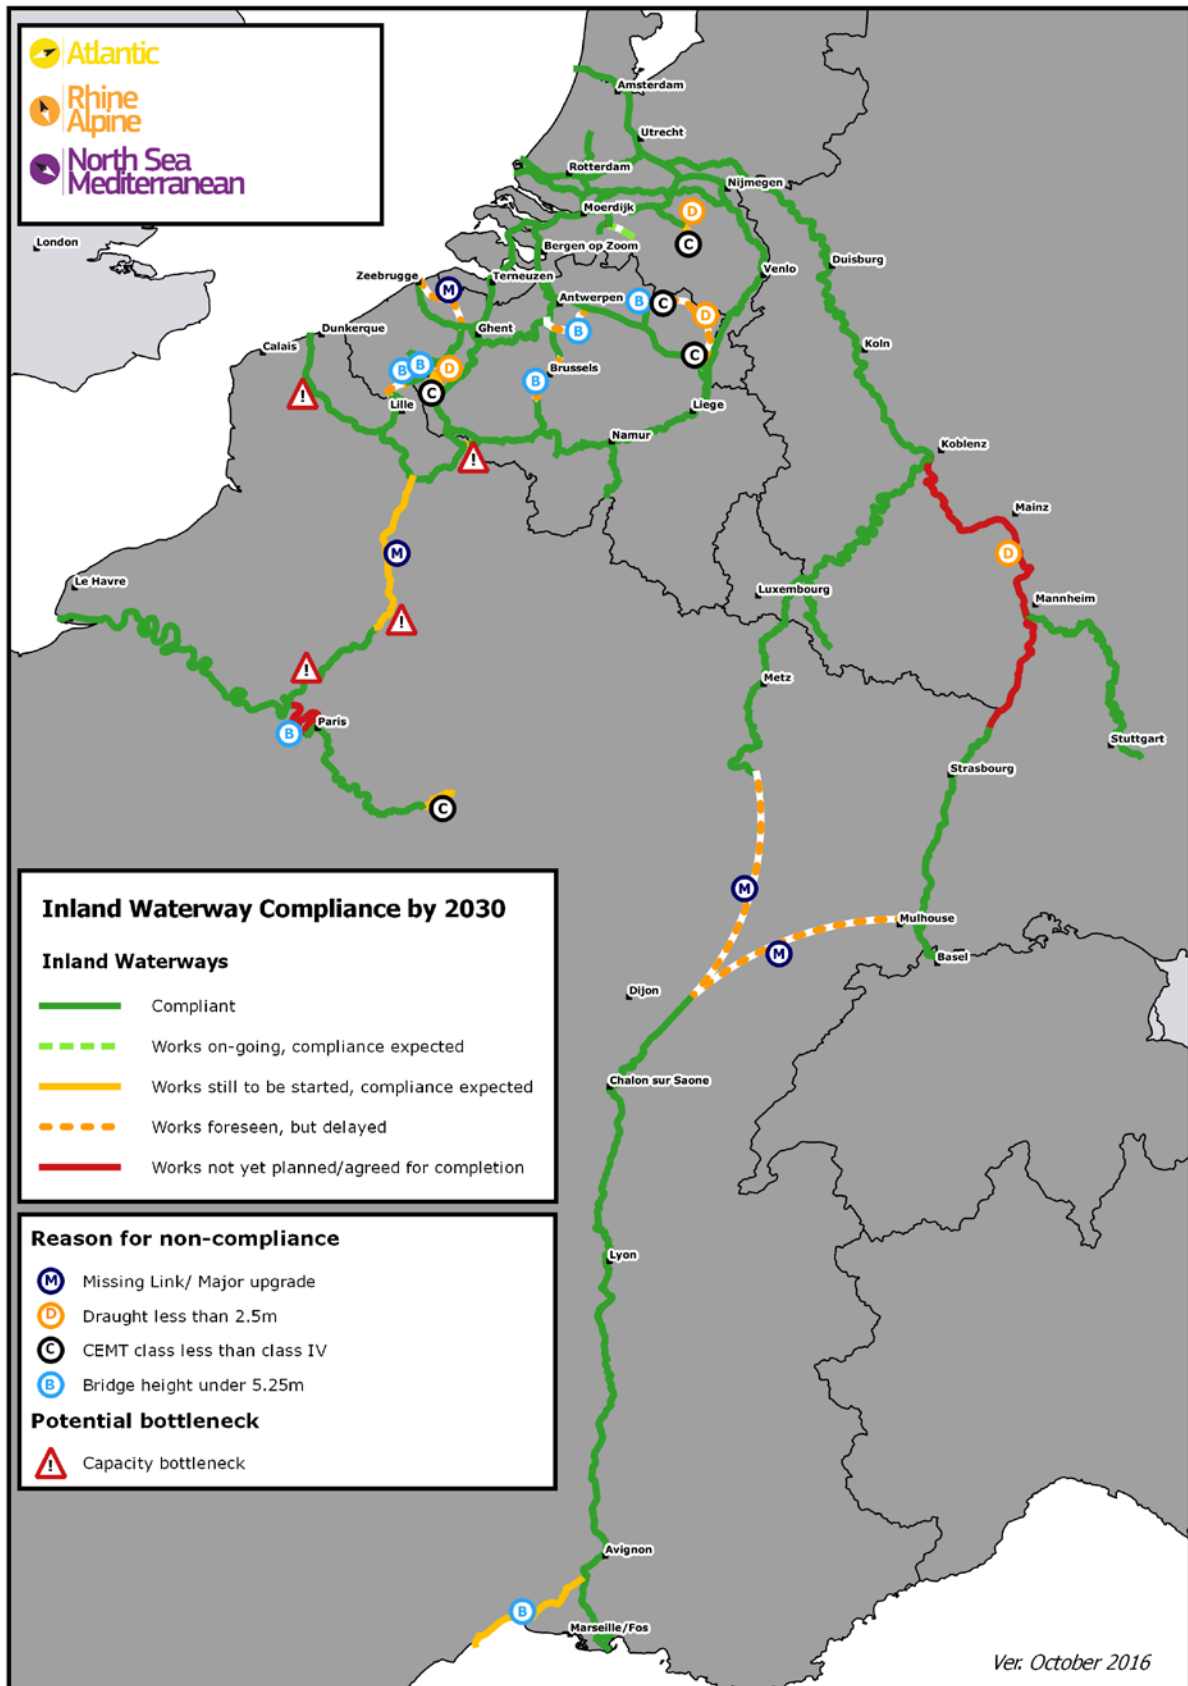 Atlantic
Rhine
Alpine
North Sea
Mediterranean
Amsterdam
Utrecht
Rotterdam
Nijmegen
Moerdijk
D
London
C
Bergen op Zoom
Duisburg
Venlo
Zeebrugge
Terneuzen
M
Antwerpen
B
C
D
Dunkerque
Ghent
B
Calais
Koln
C
B
B
D
Brussels
B
!
C
Lille
Liege
Namur
Koblenz
!
Mainz
M
D
Le Havre
Luxembourg
Mannheim
!
!
Metz
Paris
B
Stuttgart
Strasbourg
C
M
Mulhouse
M
Basel
Dijon
Chalon sur Saone
Lyon
Avignon
B
Marseille/Fos
Inland Waterway Compliance by 2030
Inland Waterways
Compliant
Works on-going, compliance expected
Works still to be started, compliance expected
Works foreseen, but delayed
Works not yet planned/agreed for completion
Reason for non-compliance
M Missing Link/ Major upgrade
D Draught less than 2.5m
C CEMT class less than class IV
B Bridge height under 5.25m
Potential bottleneck
! Capacity bottleneck
Ver. October 2016